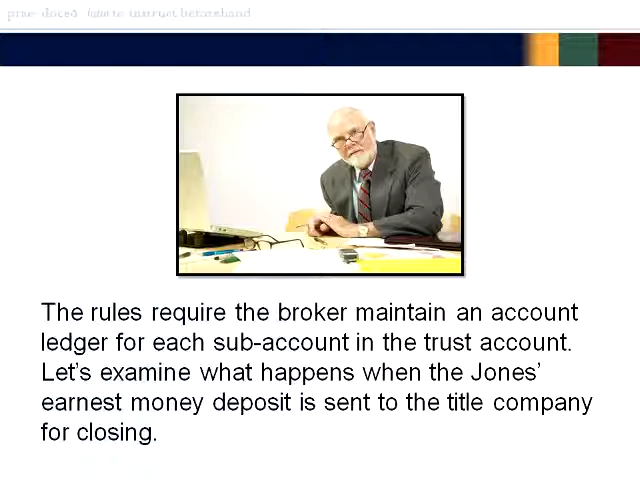 The rules require the broker maintain an account
ledger for each sub-account in the trust account.
Let’s examine what happens when the Jones’
earnest money deposit is sent to the title company
for closing.